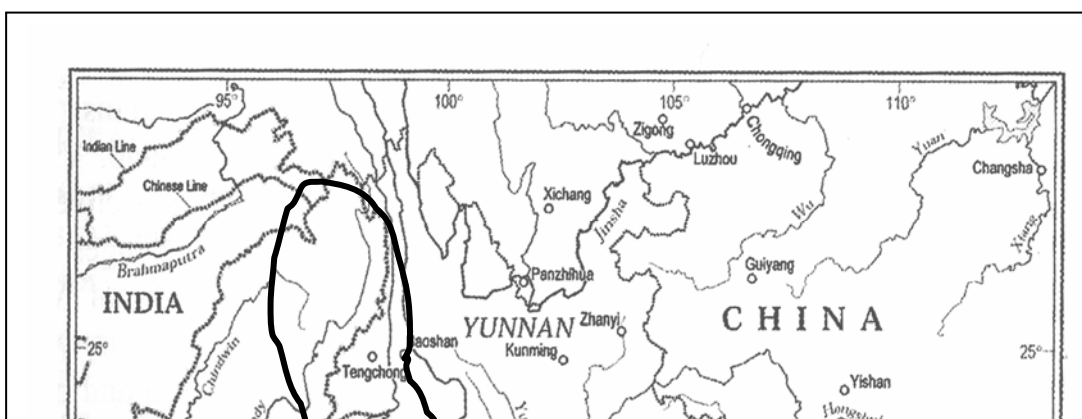 95°
100°
105°
110°
Zigong
Chongqing
Luzhou
Yuan
Changsha
Indian Line
Chinese Line
Xichang
Jinsha
Wu
Xiang
Brahmaputra
Panzhihua
Guiyang
INDIA
YUNNAN
Zhanyi
CHINA
25°
Chindwin
Baoshan
Kunming
25°
Tengchong
Yishan